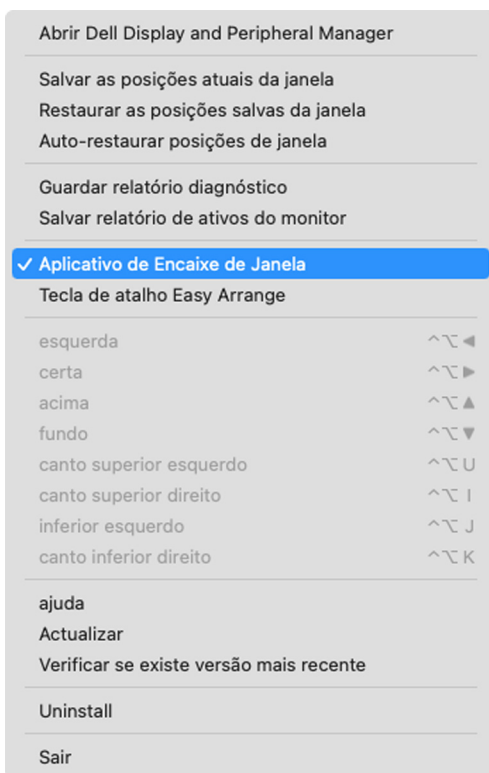 Abrir Dell Display and Peripheral Manager
Salvar as posições atuais da janela
Restaurar as posições salvas da janela
Auto-restaurar posições de janela
Guardar relatório diagnóstico
Salvar relatório de ativos do monitor
✓ Aplicativo de Encaixe de Janela
Tecla de atalho Easy Arrange
esquerda ^⌥◀
certa ^⌥▶
acima ^⌥▲
fundo ^⌥▼
canto superior esquerdo ^⌥U
canto superior direito ^⌥I
inferior esquerdo ^⌥J
canto inferior direito ^⌥K
ajuda
Actualizar
Verificar se existe versão mais recente
Uninstall
Sair